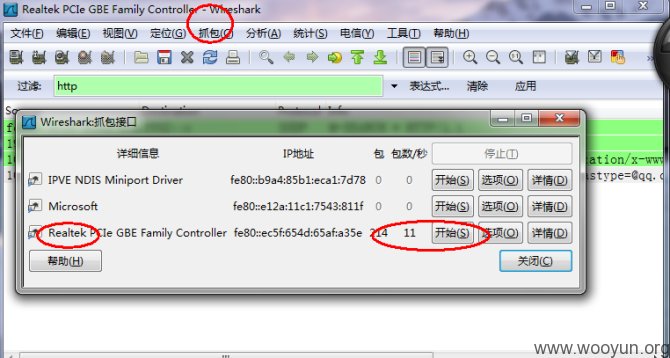 Realtek PCIe GBE Family Controller - Wireshark
文件(F) 编辑(E) 视图(V) 定位(G) 抓包(C) 分析(A) 统计(S) 电信(Y) 工具(T) 帮助(H)
过滤: http 表达式... 清除 应用
Wireshark:抓包接口
详细信息 IP地址 包 包数/秒 停止(T)
IPVE NDIS Miniport Driver fe80::b9a4:85b1:eca1:7d78 0 0 开始(S) 选项(O) 详情(D)
Microsoft fe80::e12a:11c1:7543:811f 0 0 开始(S) 选项(O) 详情(D)
Realtek PCIe GBE Family Controller fe80::ec5f:654d:65af:a35e 214 11 开始(S) 选项(O) 详情(D)
帮助(H) 关闭(C)
ation/x-www
astype=@qq.c
www.wooyun.org